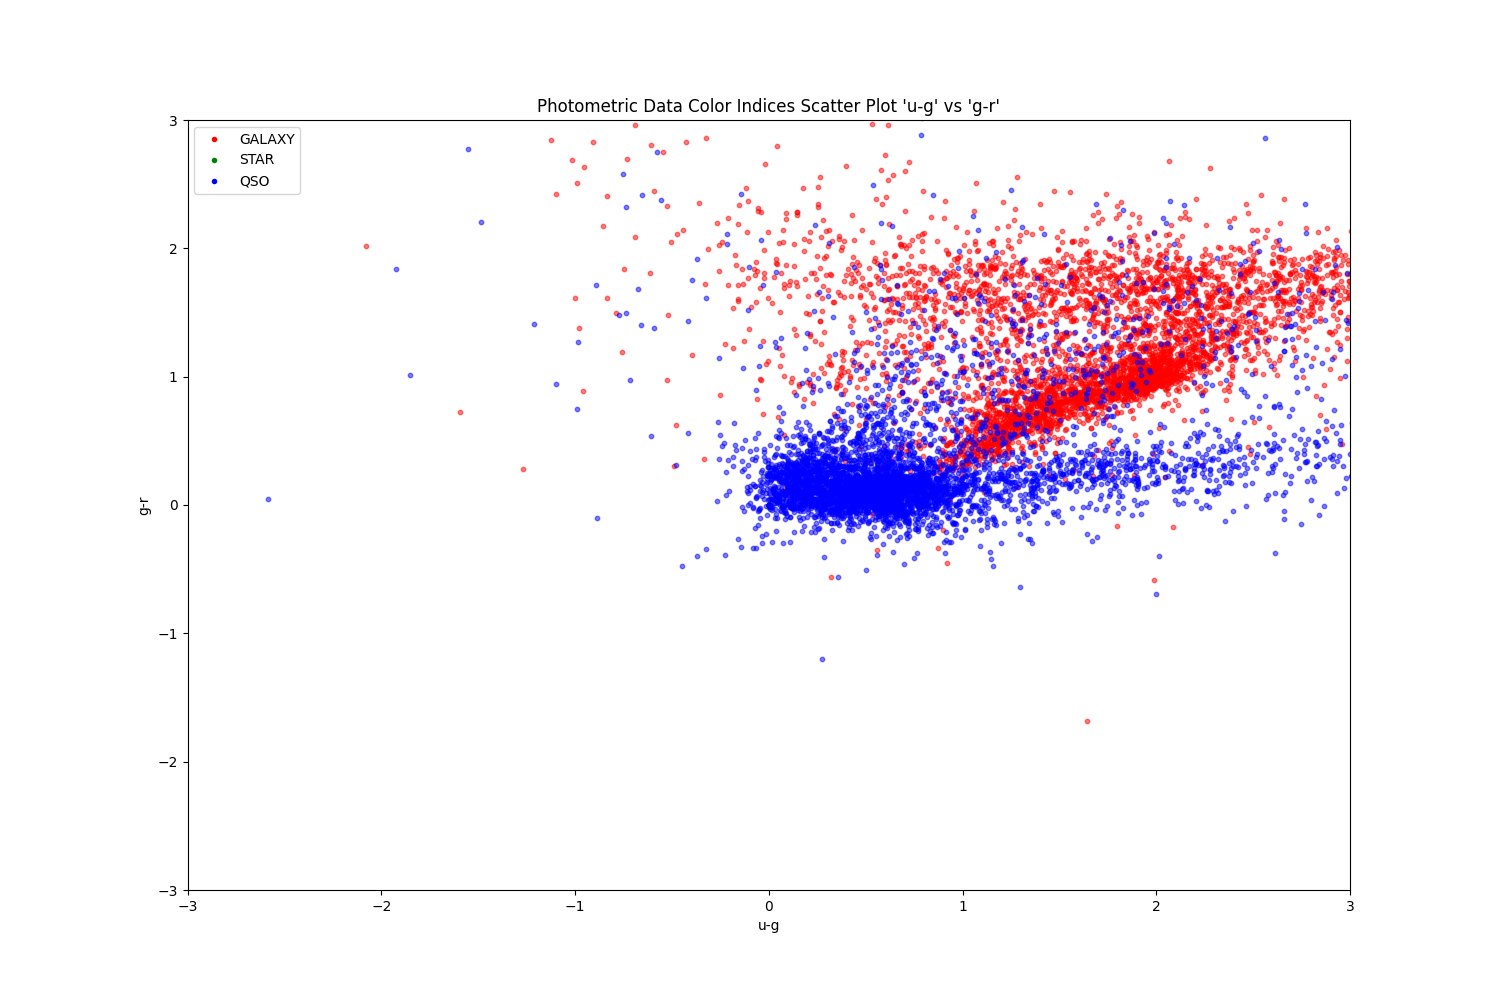 Photometric Data Color Indices Scatter Plot 'u-g' vs 'g-r'
GALAXY
STAR
QSO
3
2
1
0
−1
−2
−3
g-r
−3
−2
−1
0
1
2
3
u-g